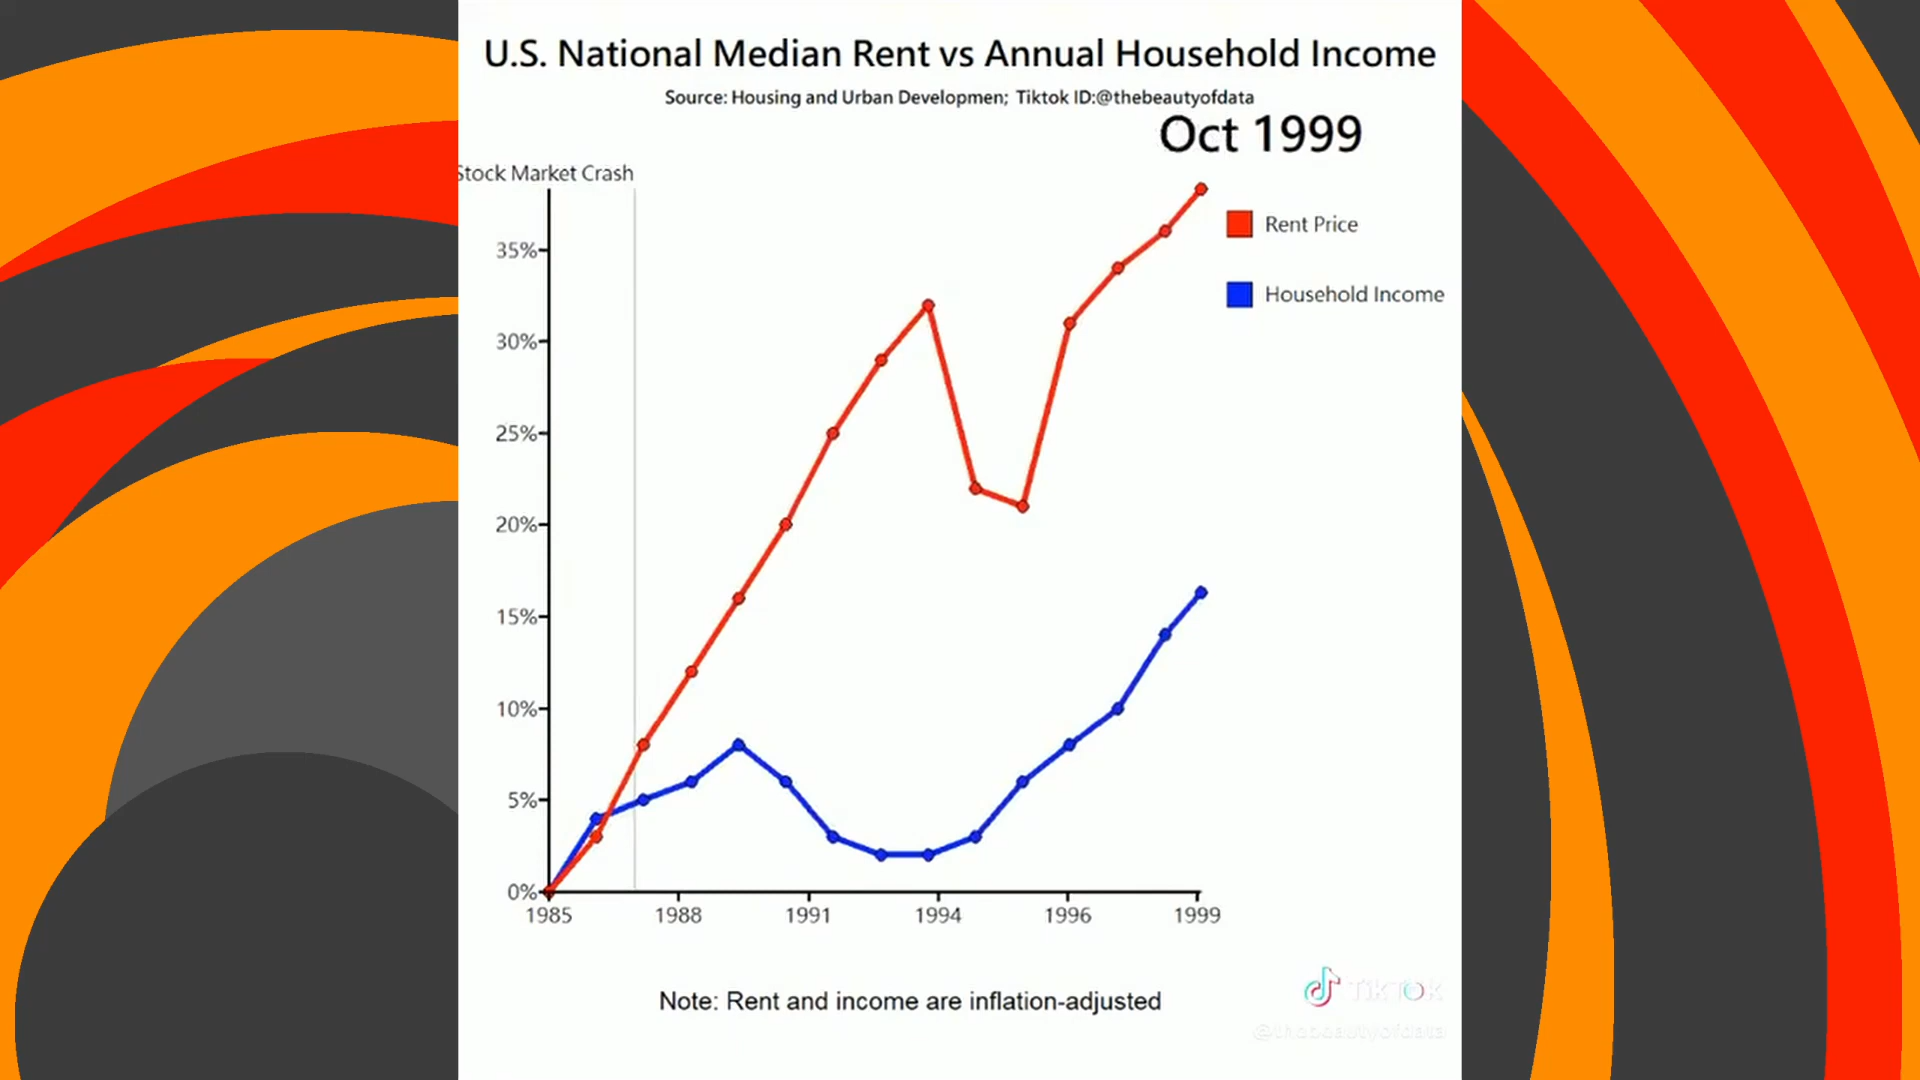 U.S. National Median Rent vs Annual Household Income
Source: Housing and Urban Developmen; Tiktok ID:@thebeautyofdata
Oct 1999
Stock Market Crash
Rent Price
Household Income
35%
30%
25%
20%
15%
10%
5%
0%
1985 1988 1991 1994 1996 1999
Note: Rent and income are inflation-adjusted
TikTok
@thebeautyofdata